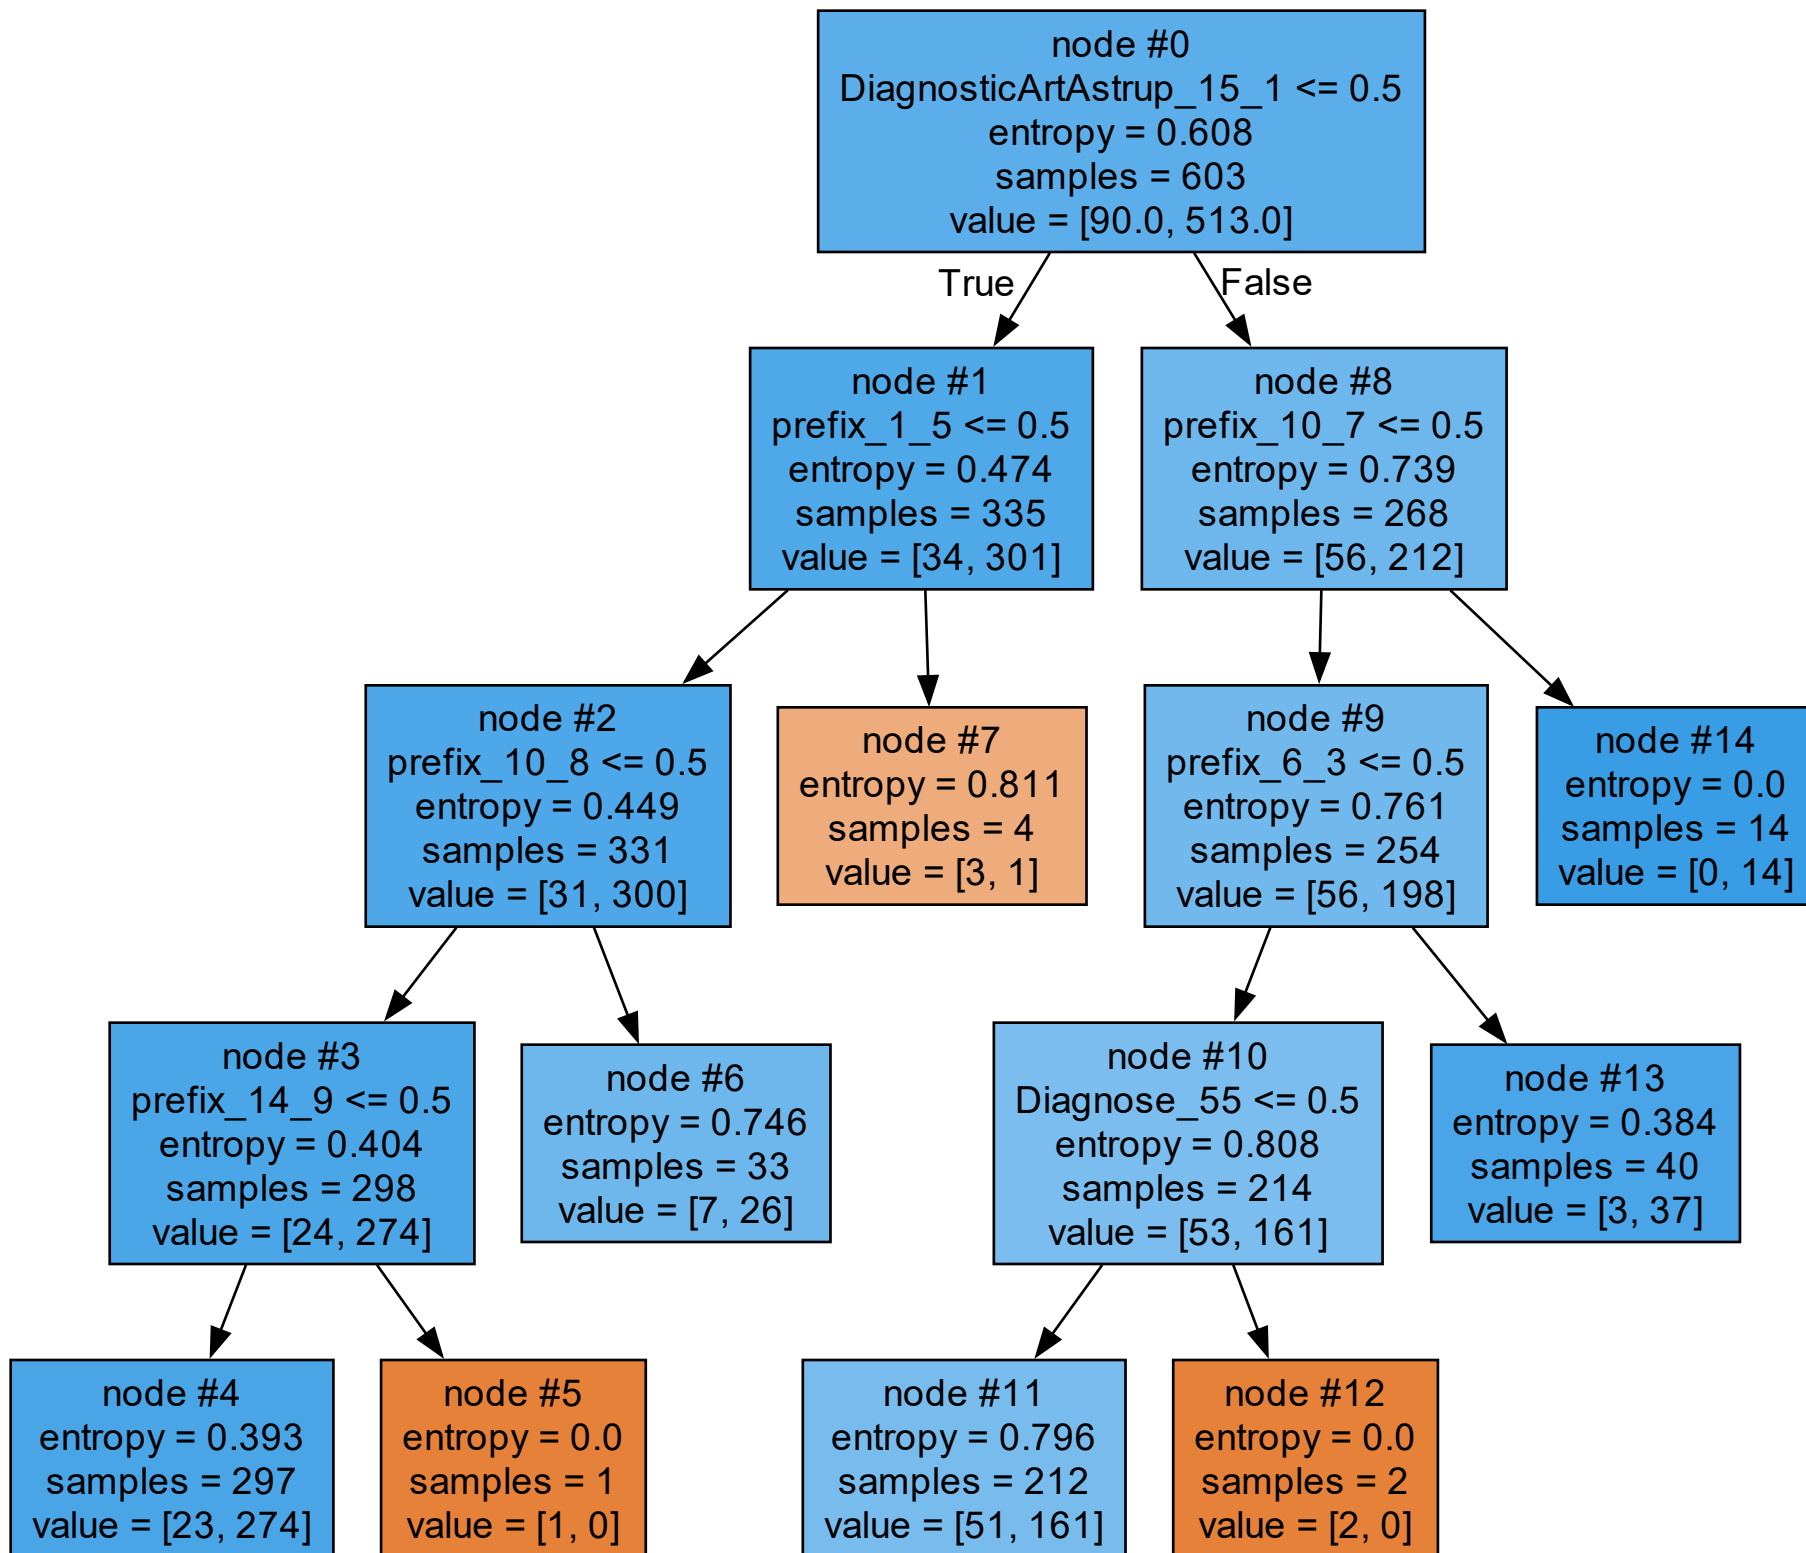 node #0
DiagnosticArtAstrup_15_1 <= 0.5
entropy = 0.608
samples = 603
value = [90.0, 513.0]
True
False
node #1
prefix_1_5 <= 0.5
entropy = 0.474
samples = 335
value = [34, 301]
node #8
prefix_10_7 <= 0.5
entropy = 0.739
samples = 268
value = [56, 212]
node #2
prefix_10_8 <= 0.5
entropy = 0.449
samples = 331
value = [31, 300]
node #7
entropy = 0.811
samples = 4
value = [3, 1]
node #9
prefix_6_3 <= 0.5
entropy = 0.761
samples = 254
value = [56, 198]
node #14
entropy = 0.0
samples = 14
value = [0, 14]
node #3
prefix_14_9 <= 0.5
entropy = 0.404
samples = 298
value = [24, 274]
node #6
entropy = 0.746
samples = 33
value = [7, 26]
node #10
Diagnose_55 <= 0.5
entropy = 0.808
samples = 214
value = [53, 161]
node #13
entropy = 0.384
samples = 40
value = [3, 37]
node #4
entropy = 0.393
samples = 297
value = [23, 274]
node #5
entropy = 0.0
samples = 1
value = [1, 0]
node #11
entropy = 0.796
samples = 212
value = [51, 161]
node #12
entropy = 0.0
samples = 2
value = [2, 0]